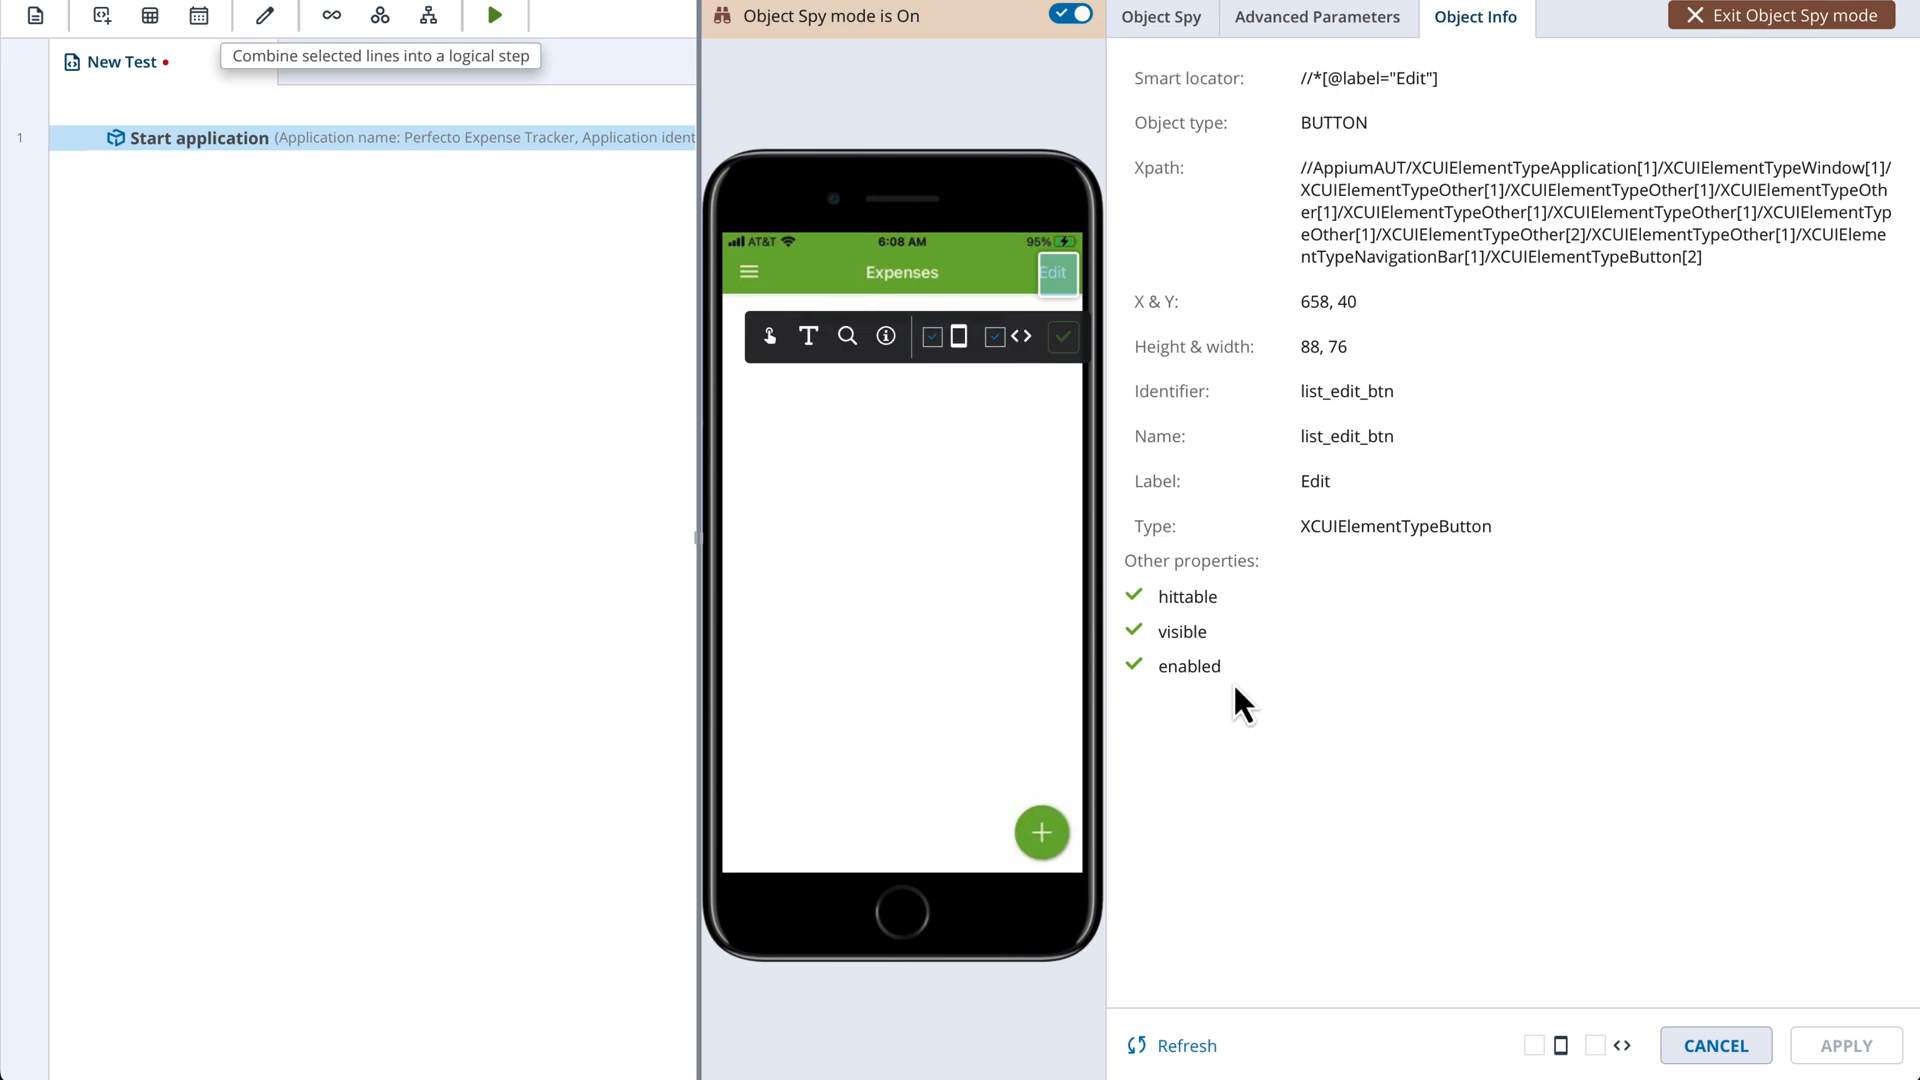 Object Spy mode is On
Object Spy
Advanced Parameters
Object Info
Exit Object Spy mode
New Test
Combine selected lines into a logical step
1
Start application (Application name: Perfecto Expense Tracker, Application ident
AT&T
6:08 AM
95%
Expenses
Edit
Smart locator: //*[@label="Edit"]
Object type: BUTTON
Xpath: //AppiumAUT/XCUIElementTypeApplication[1]/XCUIElementTypeWindow[1]/
XCUIElementTypeOther[1]/XCUIElementTypeOther[1]/XCUIElementTypeOth
er[1]/XCUIElementTypeOther[1]/XCUIElementTypeOther[1]/XCUIElementTyp
eOther[1]/XCUIElementTypeOther[2]/XCUIElementTypeOther[1]/XCUIEleme
ntTypeNavigationBar[1]/XCUIElementTypeButton[2]
X & Y: 658, 40
Height & width: 88, 76
Identifier: list_edit_btn
Name: list_edit_btn
Label: Edit
Type: XCUIElementTypeButton
Other properties:
hittable
visible
enabled
Refresh
CANCEL
APPLY